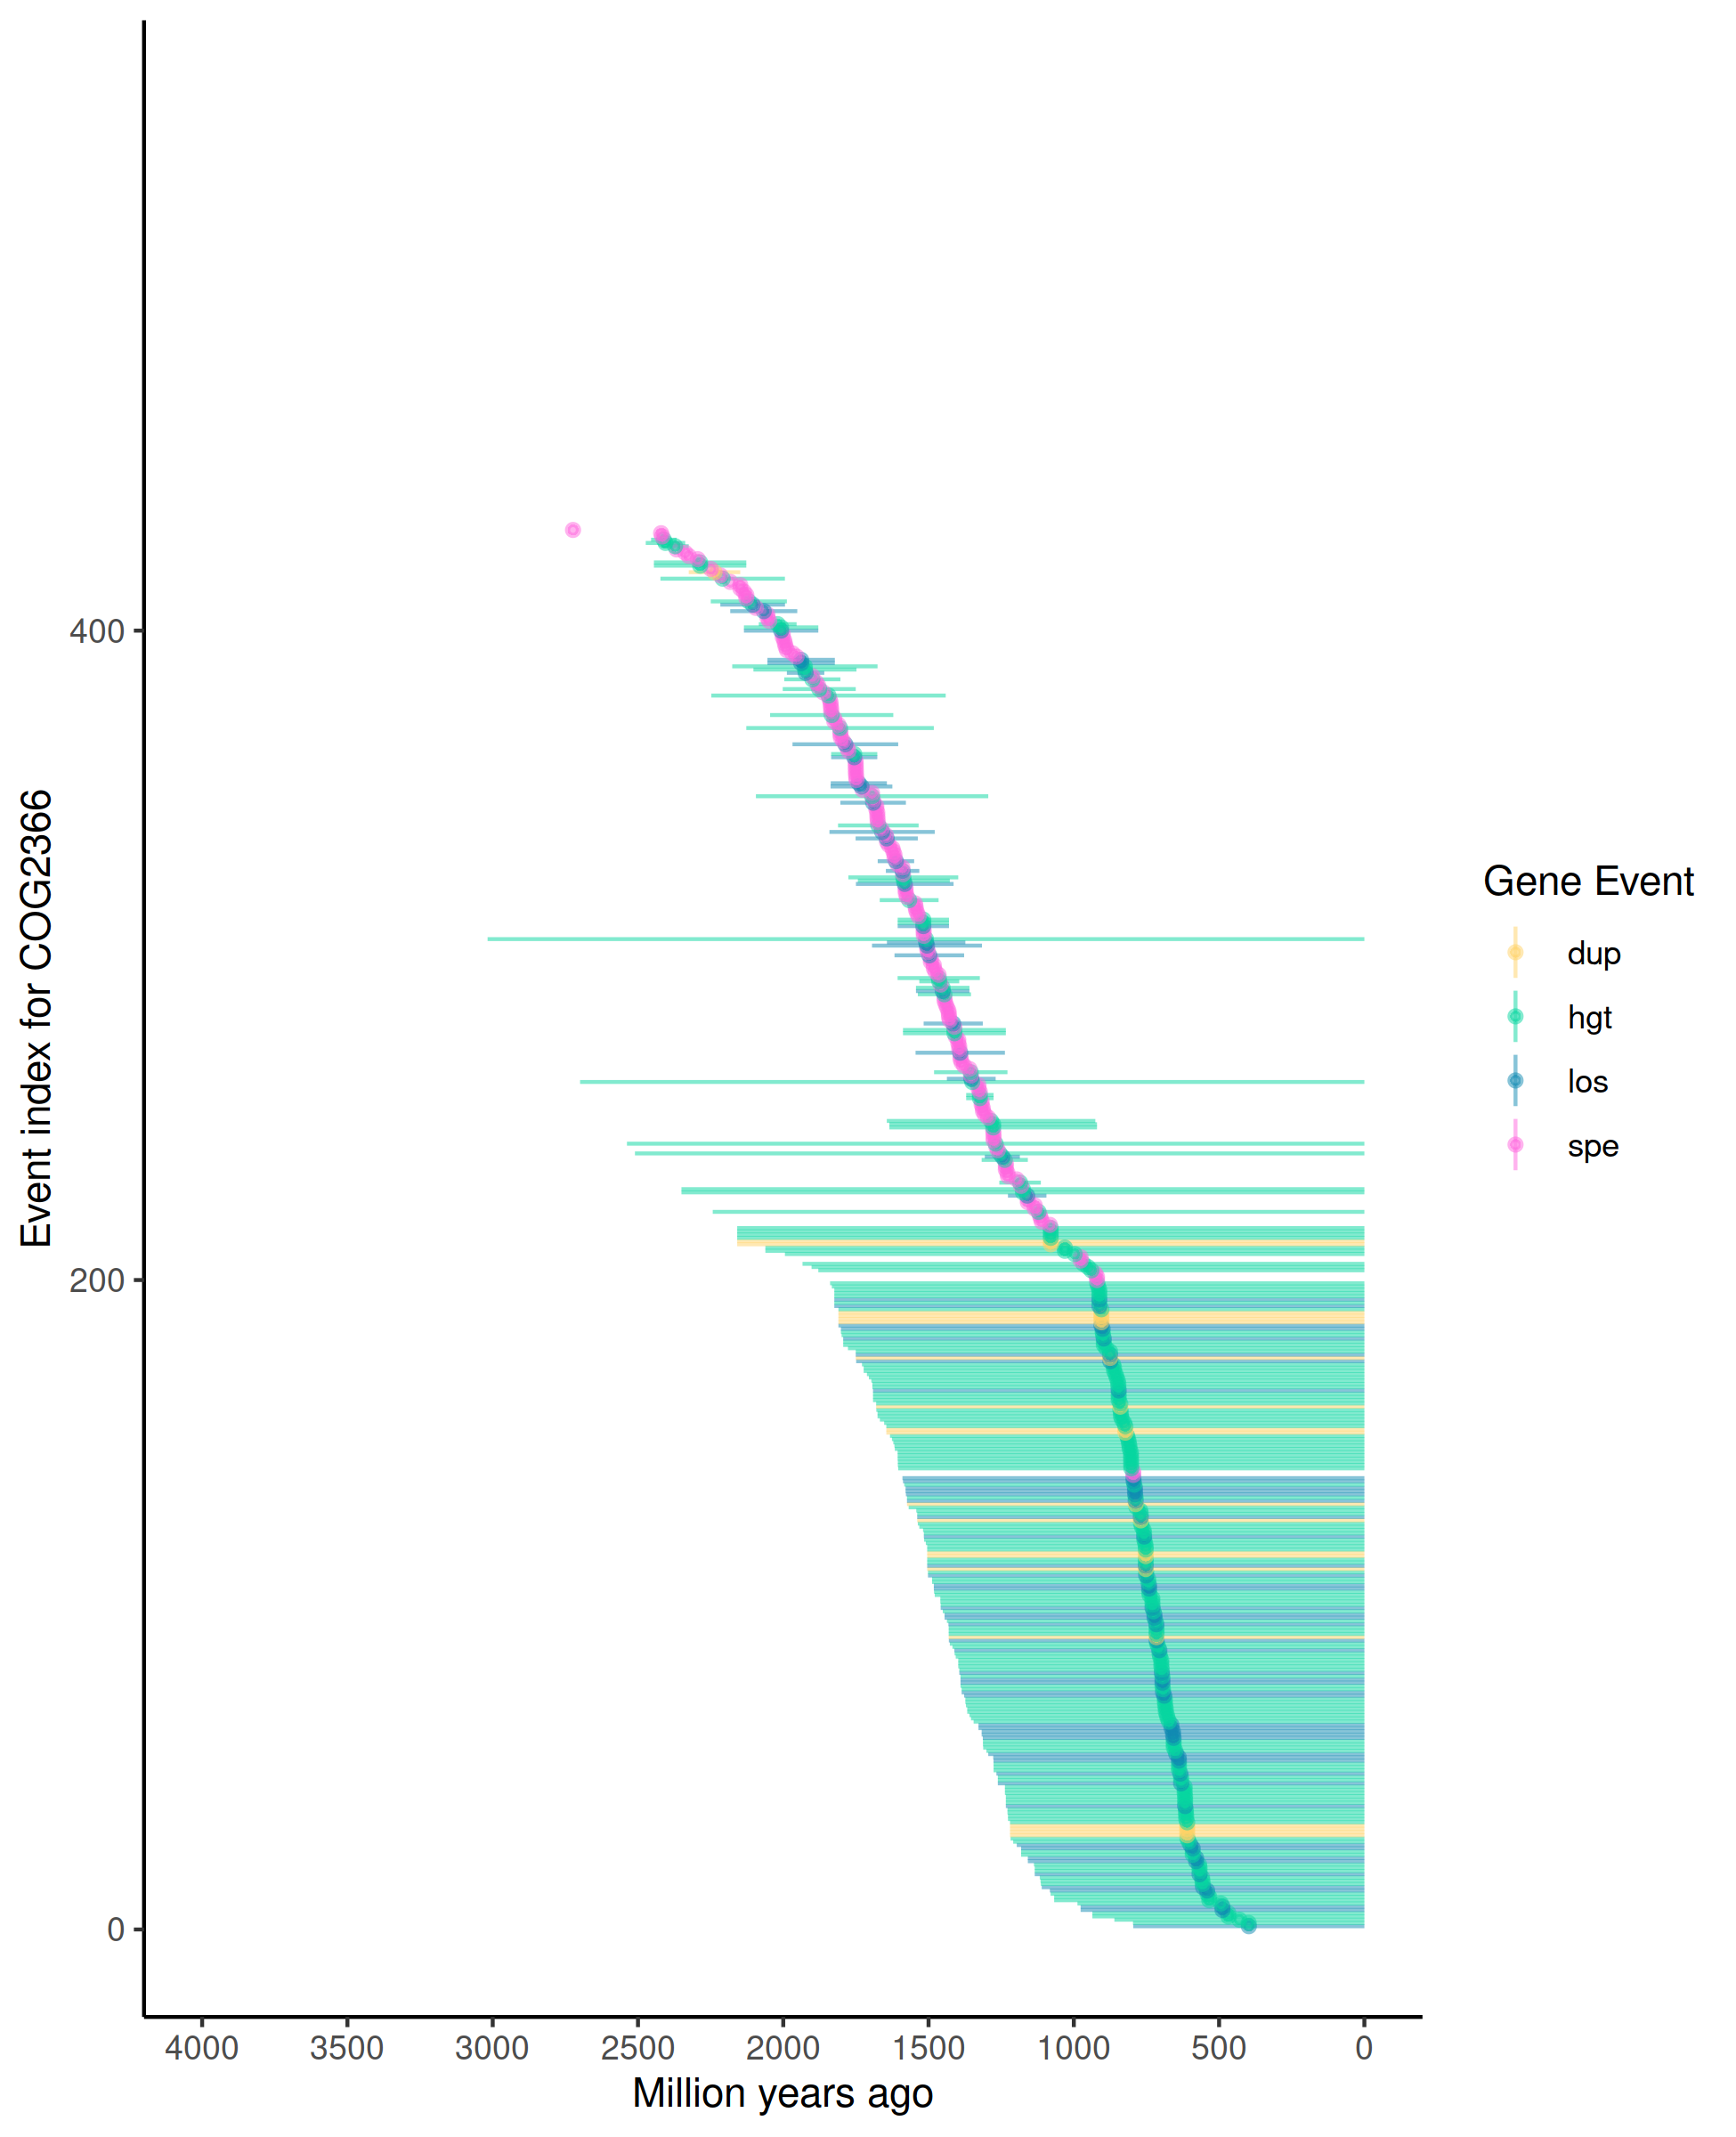 Event index for COG2366
400
200
0
4000 3500 3000 2500 2000 1500 1000 500 0
Million years ago
Gene Event
dup
hgt
los
spe